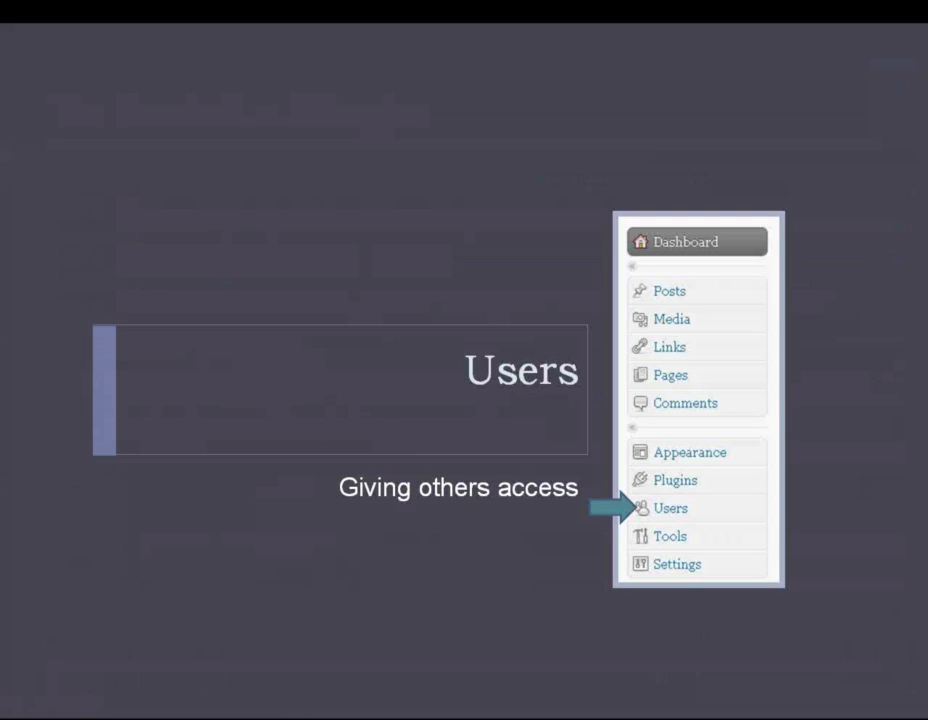 Users
Giving others access
Dashboard
Posts
Media
Links
Pages
Comments
Appearance
Plugins
Users
Tools
Settings